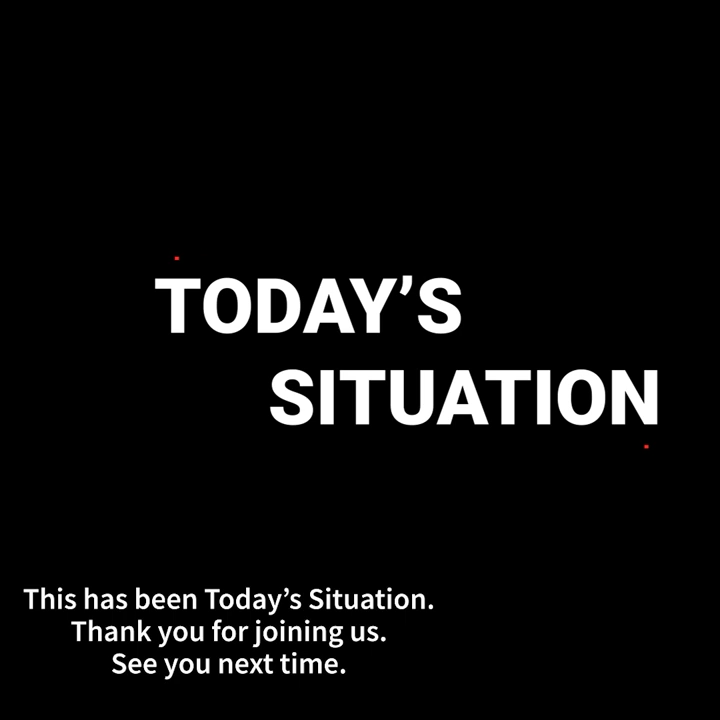 TODAY’S
SITUATION
This has been Today’s Situation.
Thank you for joining us.
See you next time.